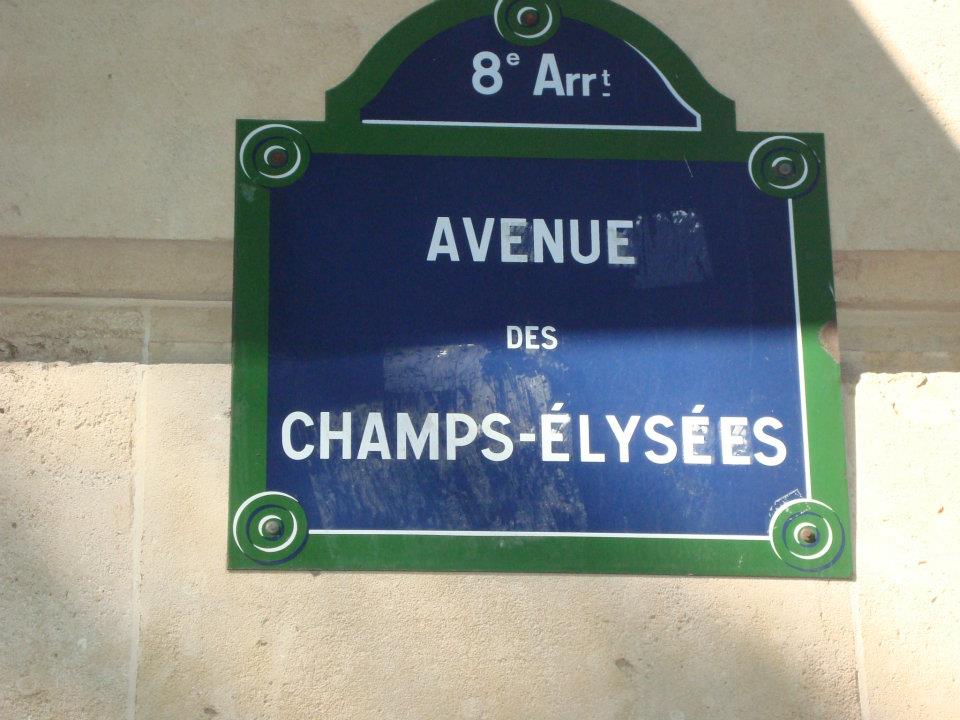 8e Arrt
AVENUE
DES
CHAMPS-ÉLYSÉES